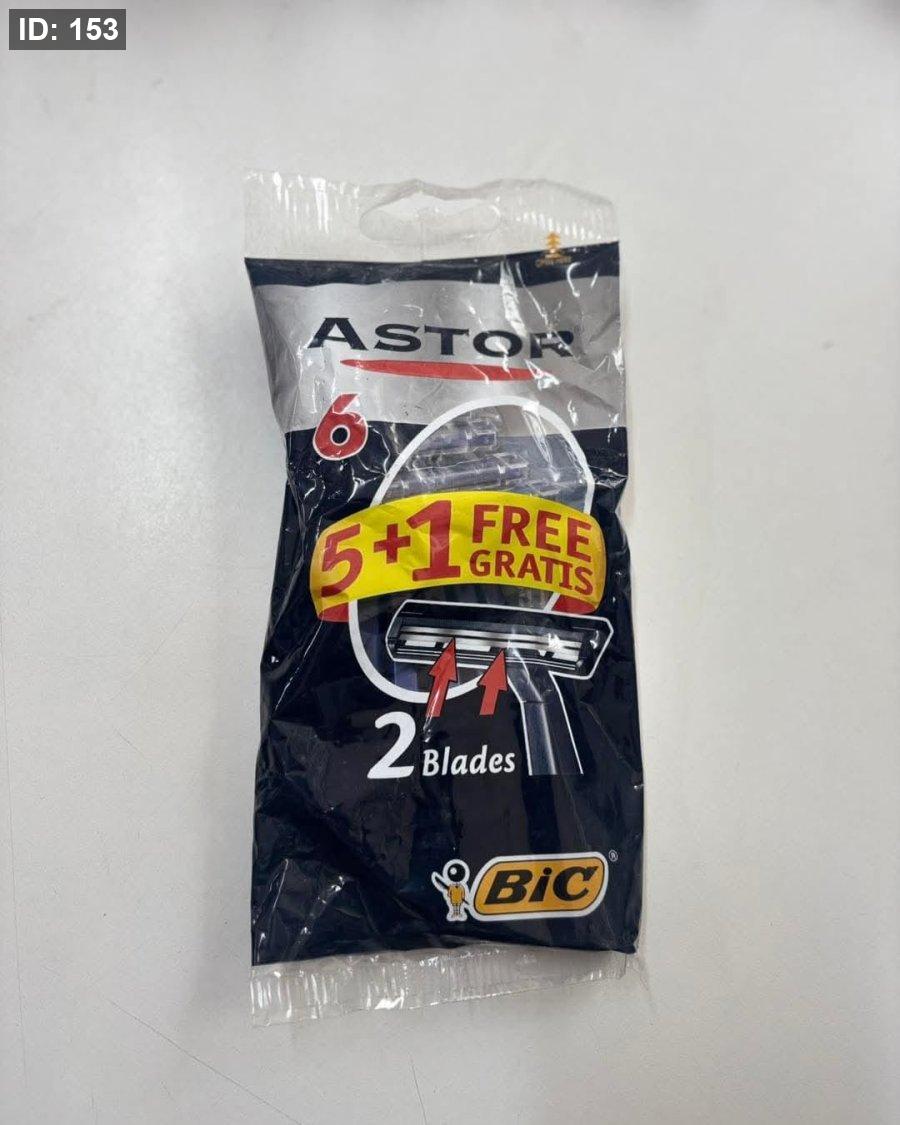 ID: 153
ASTOR
6
5+1 FREE
GRATIS
2 Blades
BiC®